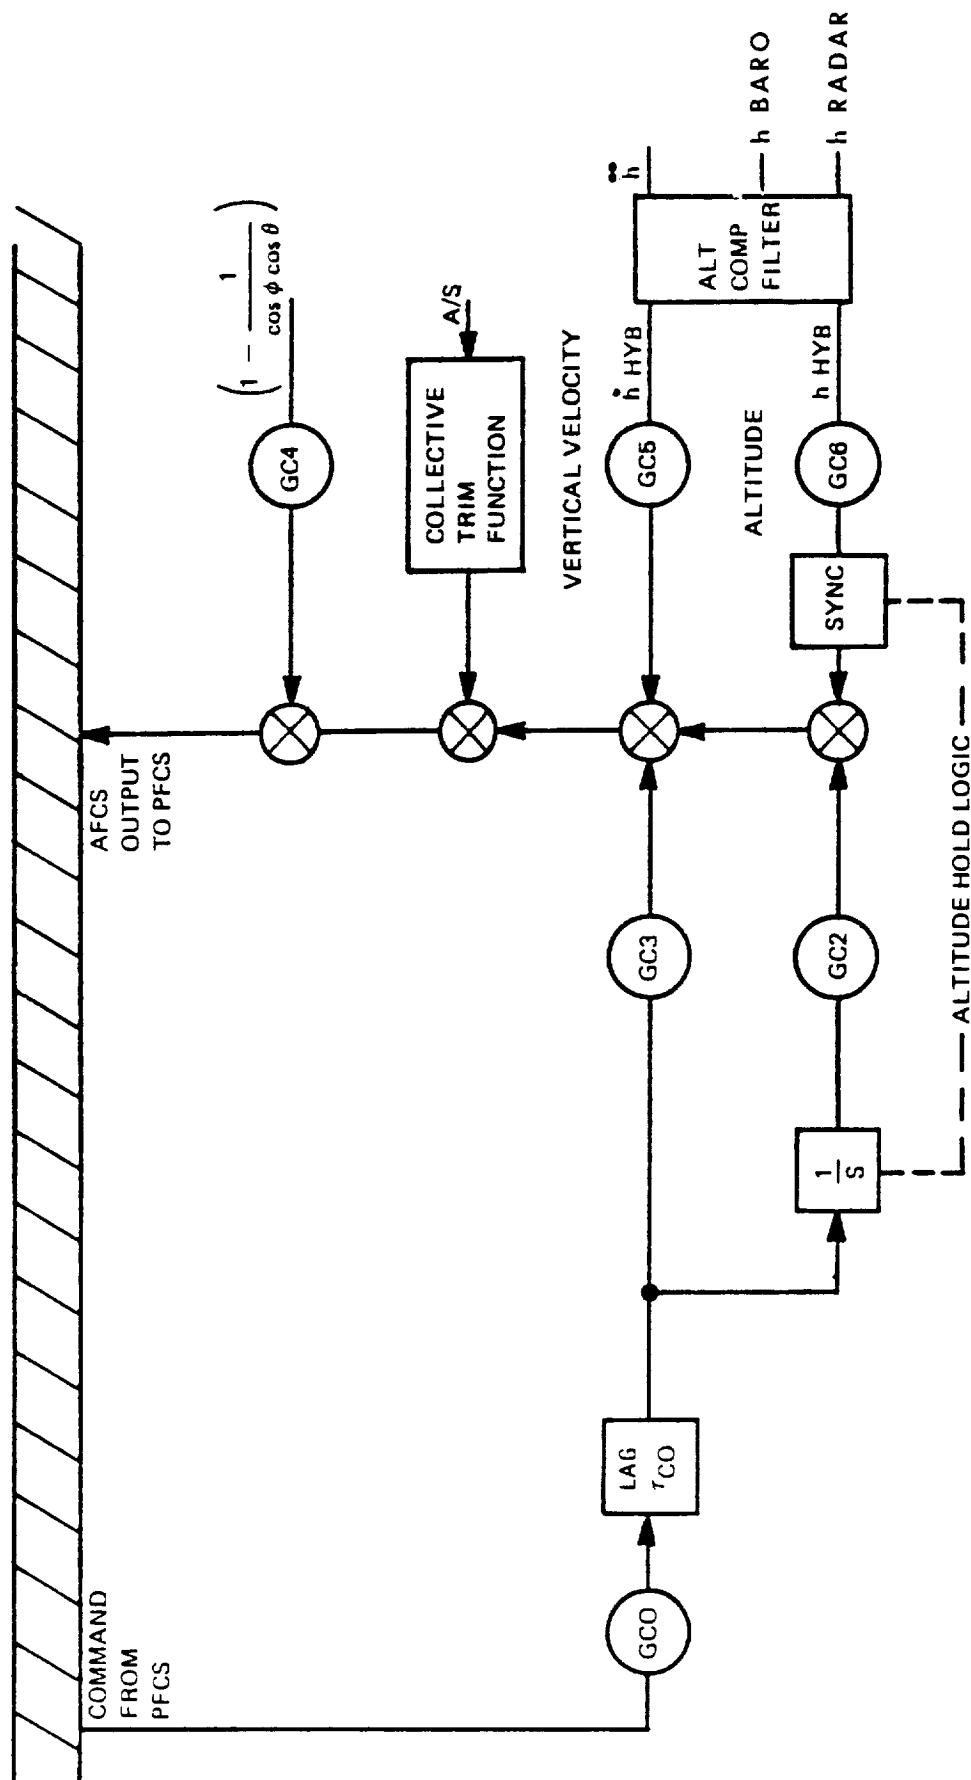 COMMAND
FROM
PFCS
AFCS
OUTPUT
TO PFCS
(1 - 1 / cos ϕ cos θ)
GC4
COLLECTIVE
TRIM
FUNCTION
A/S
VERTICAL VELOCITY
GCO
LAG
τCO
GC3
GC5
ḣ HYB
ḧ
ALT
COMP
FILTER
h BARO
h RADAR
ALTITUDE
1/S
GC2
SYNC
GC6
h HYB
ALTITUDE HOLD LOGIC